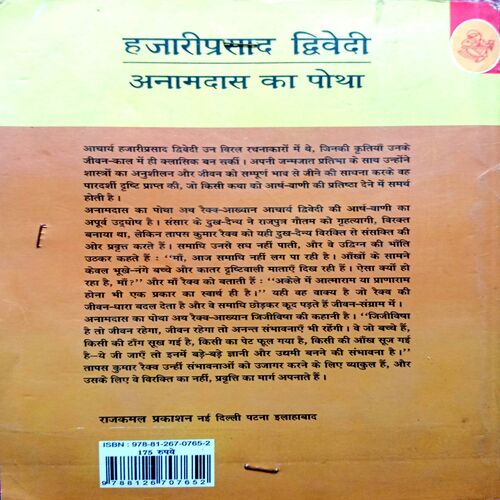 हजारीप्रसाद द्विवेदी
अनामदास का पोथा
आचार्य हजारीप्रसाद द्विवेदी उन विरल रचनाकारों में थे, जिनकी कृतियाँ उनके
जीवन-काल में ही क्लासिक बन सकीं। अपनी जन्मजात प्रतिभा के साथ उन्होंने
शास्त्रों का अनुशीलन और जीवन को सम्पूर्ण भाव से जीने की साधना करके वह
पारदर्शी दृष्टि प्राप्त की, जो किसी कथा को आर्ष-वाणी की प्रतिष्ठा देने में समर्थ
होती है।
अनामदास का पोथा अथ रैक्व-आख्यान आचार्य द्विवेदी की आर्ष-वाणी का
अपूर्व उद्घोष है। संसार के दुख-दैन्य ने राजपुत्र गौतम को गृहत्यागी, विरक्त
बनाया था, लेकिन तापस कुमार रैक्व को यही दुख-दैन्य विरक्ति से संसक्ति की
ओर प्रवृत्त करते हैं। समाधि उनसे सध नहीं पाती, और वे उद्विग्न की भाँति
उठकर कहते हैं : ‘‘माँ, आज समाधि नहीं लग पा रही है। आँखों के सामने
केवल भूखे-नंगे बच्चे और कातर दृष्टिवाली माताएँ दिख रही हैं। ऐसा क्यों हो
रहा है, माँ?’’ और माँ रैक्व को बताती हैं : ‘‘अकेले में आत्माराम या प्राणाराम
होना भी एक प्रकार का स्वार्थ ही है।’’ यही वह वाक्य है जो रैक्व की
जीवन-धारा बदल देता है और वे समाधि छोड़कर कूद पड़ते हैं जीवन-संग्राम में।
अनामदास का पोथा अथ रैक्व-आख्यान जिजीविषा की कहानी है। ‘‘जिजीविषा
है तो जीवन रहेगा, जीवन रहेगा तो अनन्त सम्भावनाएँ भी रहेंगी। वे जो बच्चे हैं,
किसी की टाँग सूख गई है, किसी का पेट फूल गया है, किसी की आँख सूज गई
है–ये जी जाएँ तो इनमें बड़े-बड़े ज्ञानी और उद्यमी बनने की संभावना है।’’
तापस कुमार रैक्व उन्हीं संभावनाओं को उजागर करने के लिए व्याकुल हैं, और
उसके लिए वे विरक्ति का नहीं, प्रवृत्ति का मार्ग अपनाते हैं।
राजकमल प्रकाशन नई दिल्ली पटना इलाहाबाद
ISBN : 978-81-267-0765-2
175 रुपये
9788126707652